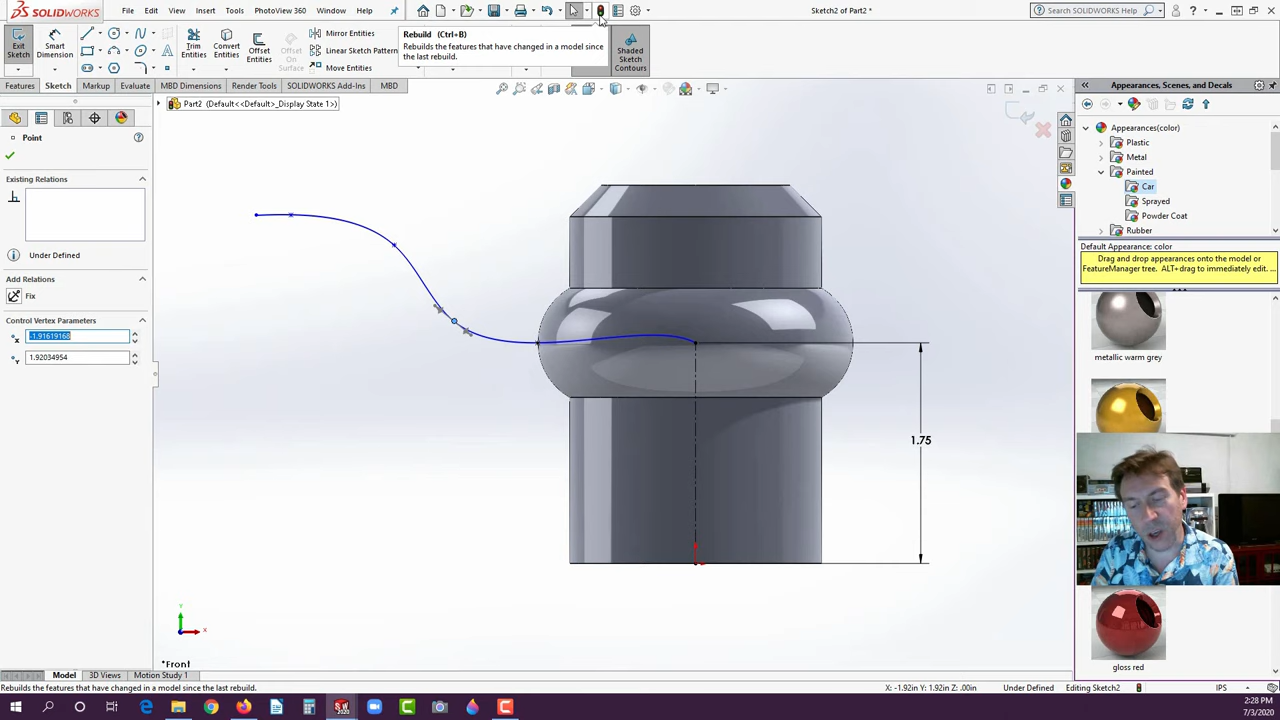 SOLIDWORKS
File
Edit
View
Insert
Tools
PhotoView 360
Window
Help
Sketch2 of Part2 *
Search SOLIDWORKS Help
Exit
Sketch
Smart
Dimension
Trim
Entities
Convert
Entities
Offset
Entities
Offset
On
Surface
Mirror Entities
Linear Sketch Pattern
Move Entities
Rebuild (Ctrl+B)
Rebuilds the features that have changed in a model since
the last rebuild.
Shaded
Sketch
Contours
Features
Sketch
Markup
Evaluate
MBD Dimensions
Render Tools
SOLIDWORKS Add-Ins
MBD
Part2 (Default<<Default>_Display State 1>)
Point
Existing Relations
Under Defined
Add Relations
Fix
Control Vertex Parameters
-1.91619168
1.92034954
1.75
Y
X
*Front
Appearances, Scenes, and Decals
Appearances(color)
Plastic
Metal
Painted
Car
Sprayed
Powder Coat
Rubber
Default Appearance: color
Drag and drop appearances onto the model or
FeatureManager tree. ALT+drag to immediately edit. ...
metallic warm grey
gloss red
Model
3D Views
Motion Study 1
Rebuilds the features that have changed in a model since the last rebuild.
X: -1.92in Y: 1.92in Z: .00in
Under Defined
Editing Sketch2
IPS
2:28 PM
7/3/2020